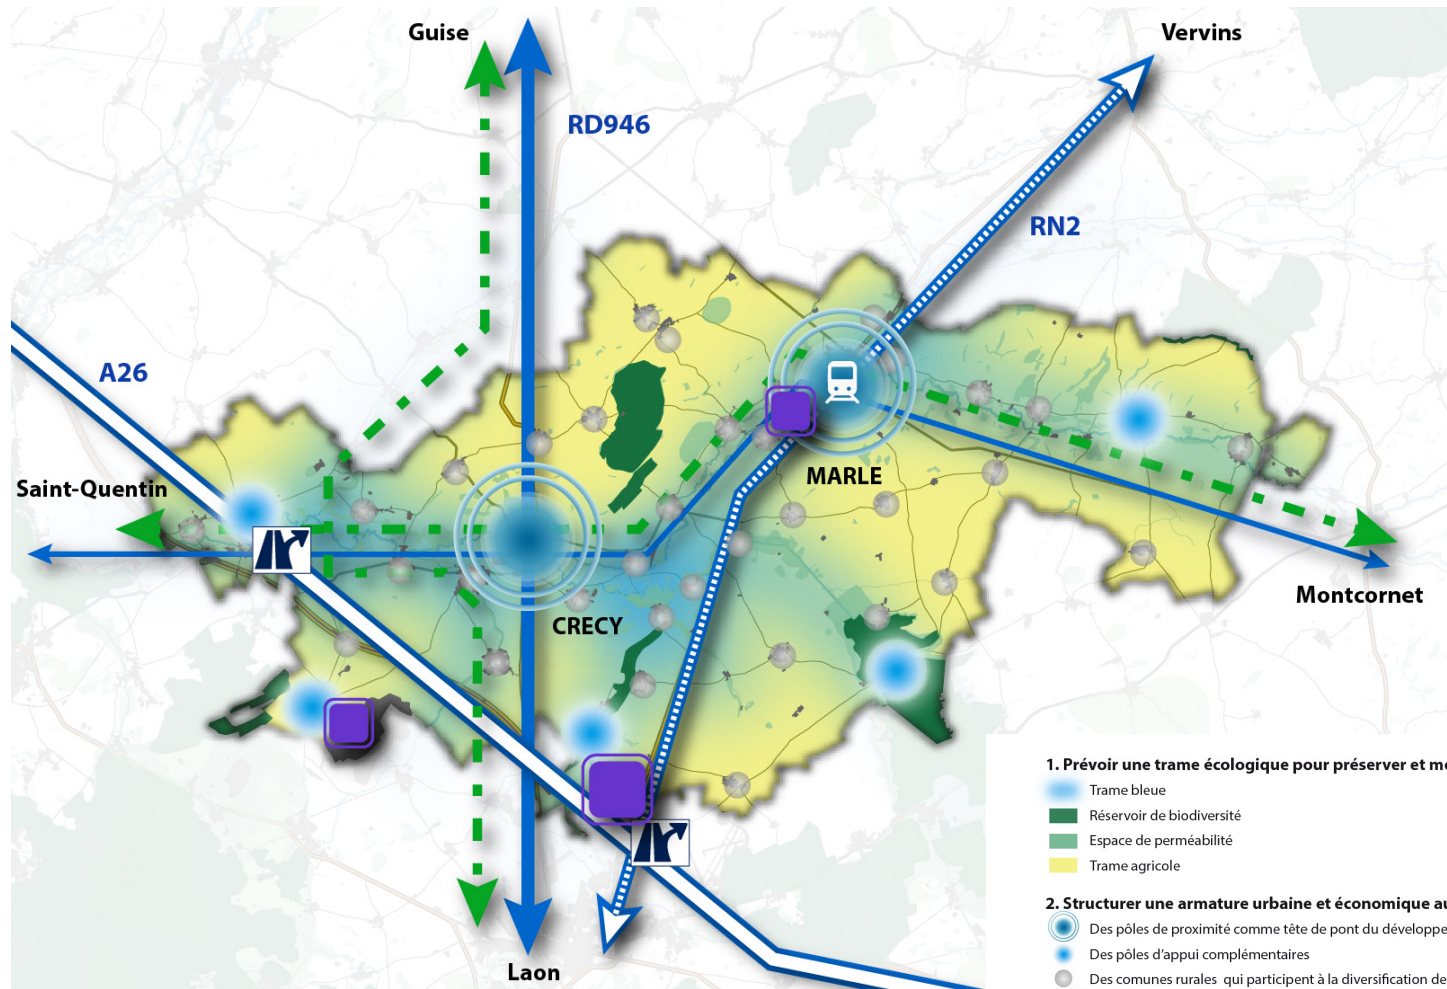 Guise
Vervins
RD946
RN2
A26
Saint-Quentin
MARLE
CRECY
Montcornet
Laon
1. Prévoir une trame écologique pour préserver et me
Trame bleue
Réservoir de biodiversité
Espace de perméabilité
Trame agricole
2. Structurer une armature urbaine et économique au
Des pôles de proximité comme tête de pont du développe
Des pôles d'appui complémentaires
Des comunes rurales qui participent à la diversification de